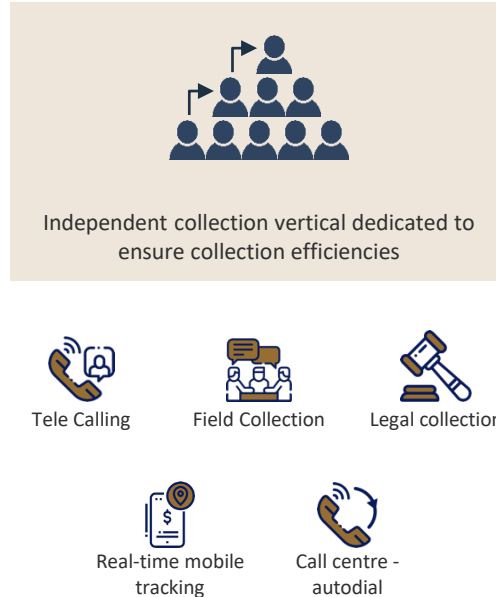 Independent collection vertical dedicated to
ensure collection efficiencies
Tele Calling
Field Collection
Legal collection
$
Real-time mobile
tracking
Call centre -
autodial